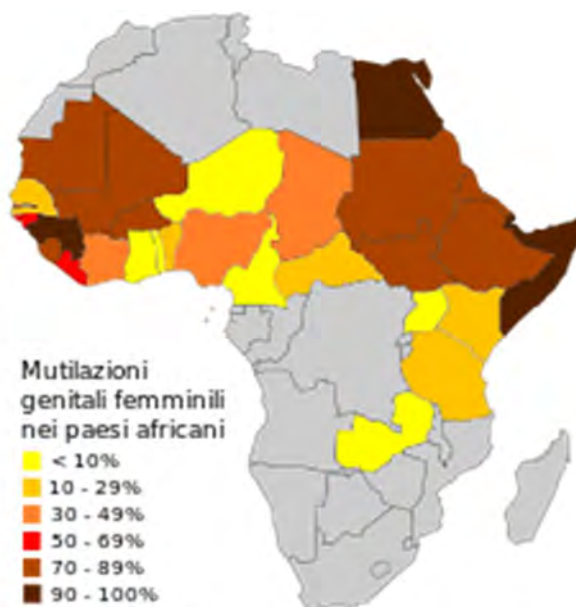 Mutilazioni
genitali femminili
nei paesi africani
< 10%
10 - 29%
30 - 49%
50 - 69%
70 - 89%
90 - 100%